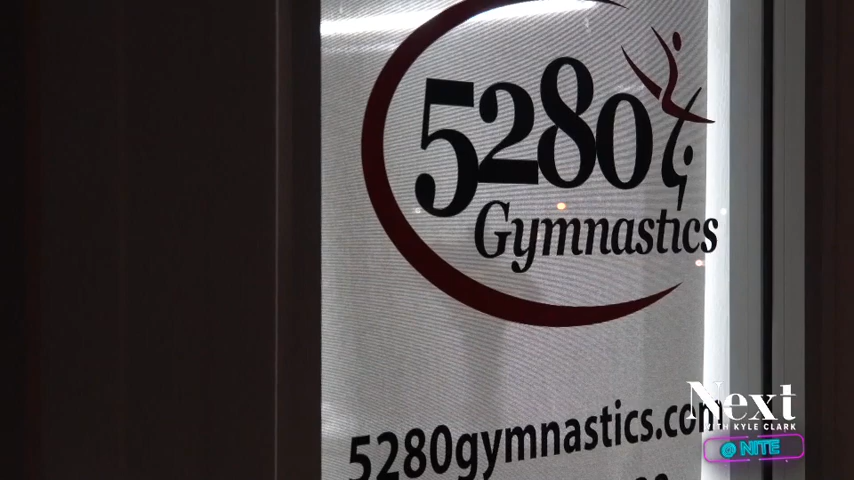 5280
Gymnastics
5280gymnastics.com
Next
WITH KYLE CLARK
@ NITE